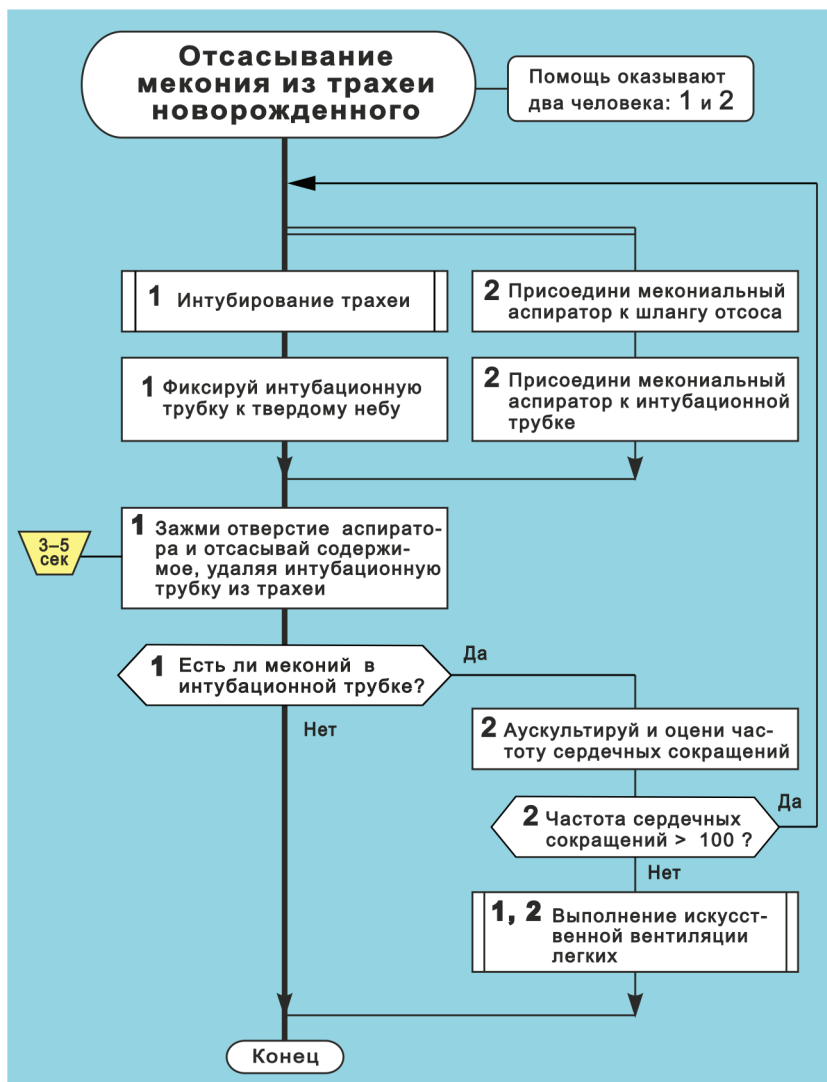 Отсасывание
мекония из трахеи
новорожденного
Помощь оказывают
два человека: 1 и 2
1 Интубирование трахеи
2 Присоедини мекониальный
аспиратор к шлангу отсоса
1 Фиксируй интубационную
трубку к твердому небу
2 Присоедини мекониальный
аспиратор к интубационной
трубке
3–5
сек
1 Зажми отверстие аспирато-
ра и отсасывай содержи-
мое, удаляя интубационную
трубку из трахеи
1 Есть ли меконий в
интубационной трубке?
Да
Нет
2 Аускультируй и оцени час-
тоту сердечных сокращений
2 Частота сердечных
сокращений > 100 ?
Да
Нет
1, 2 Выполнение искусст-
венной вентиляции
легких
Конец